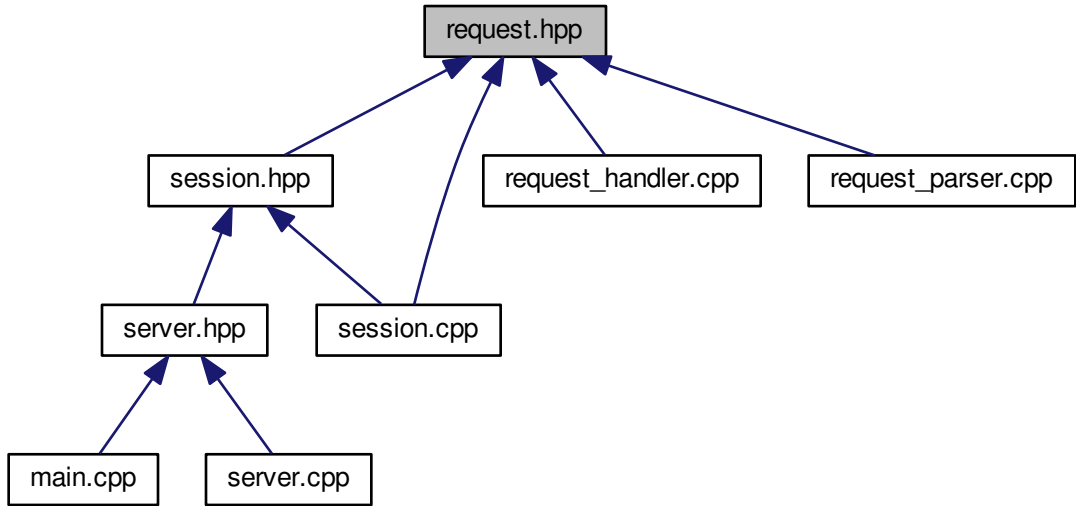 request.hpp
session.hpp
request_handler.cpp
request_parser.cpp
server.hpp
session.cpp
main.cpp
server.cpp